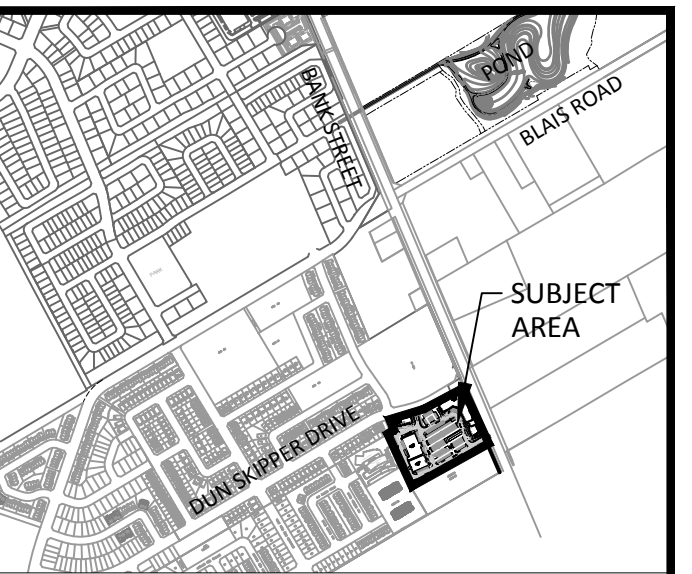 BANK STREET
POND
BLAIS ROAD
SUBJECT
AREA
DUN SKIPPER DRIVE